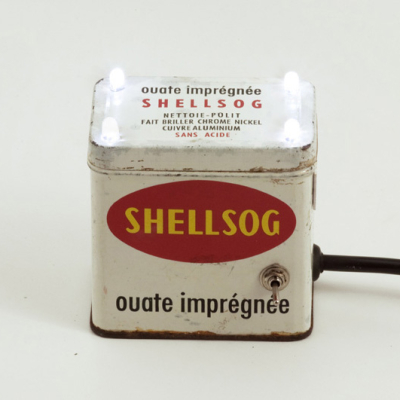 ouate imprégnée
SHELLSOG
NETTOIE-POLIT
FAIT BRILLER CHROME NICKEL
CUIVRE ALUMINIUM
SANS ACIDE
SHELLSOG
ouate imprégnée